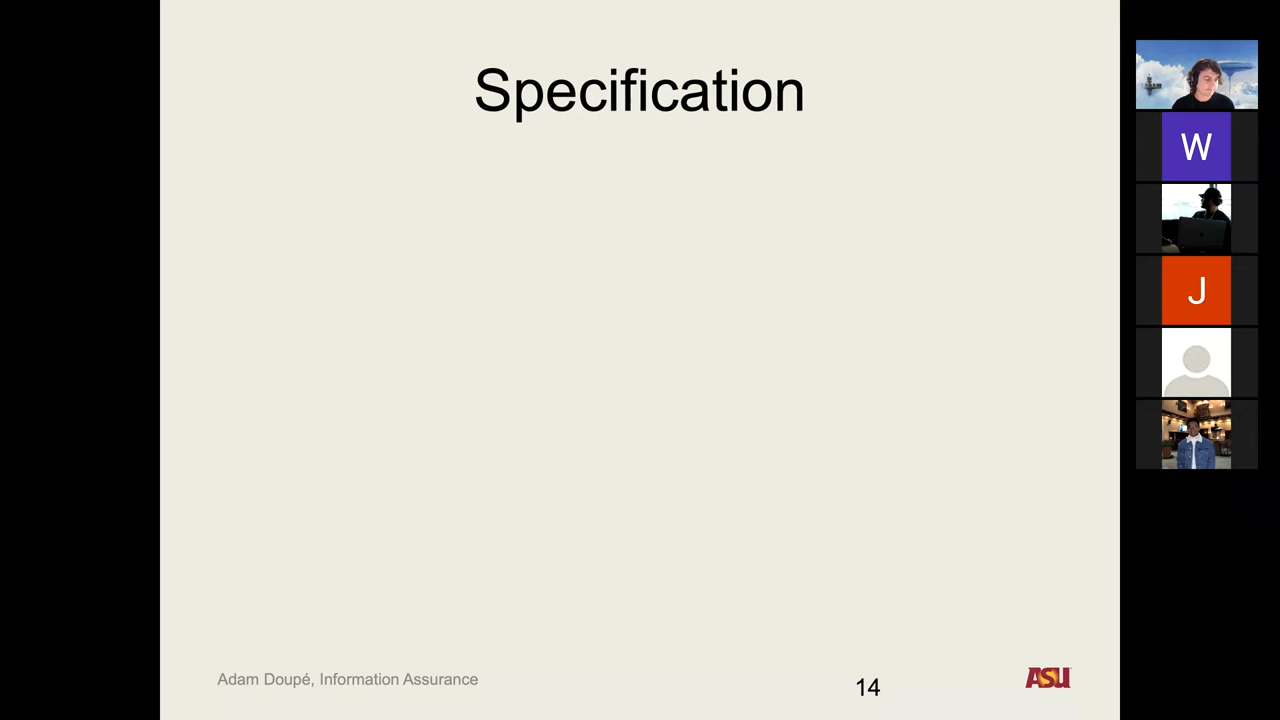 Specification
W
J
Adam Doupé, Information Assurance
14
ASU